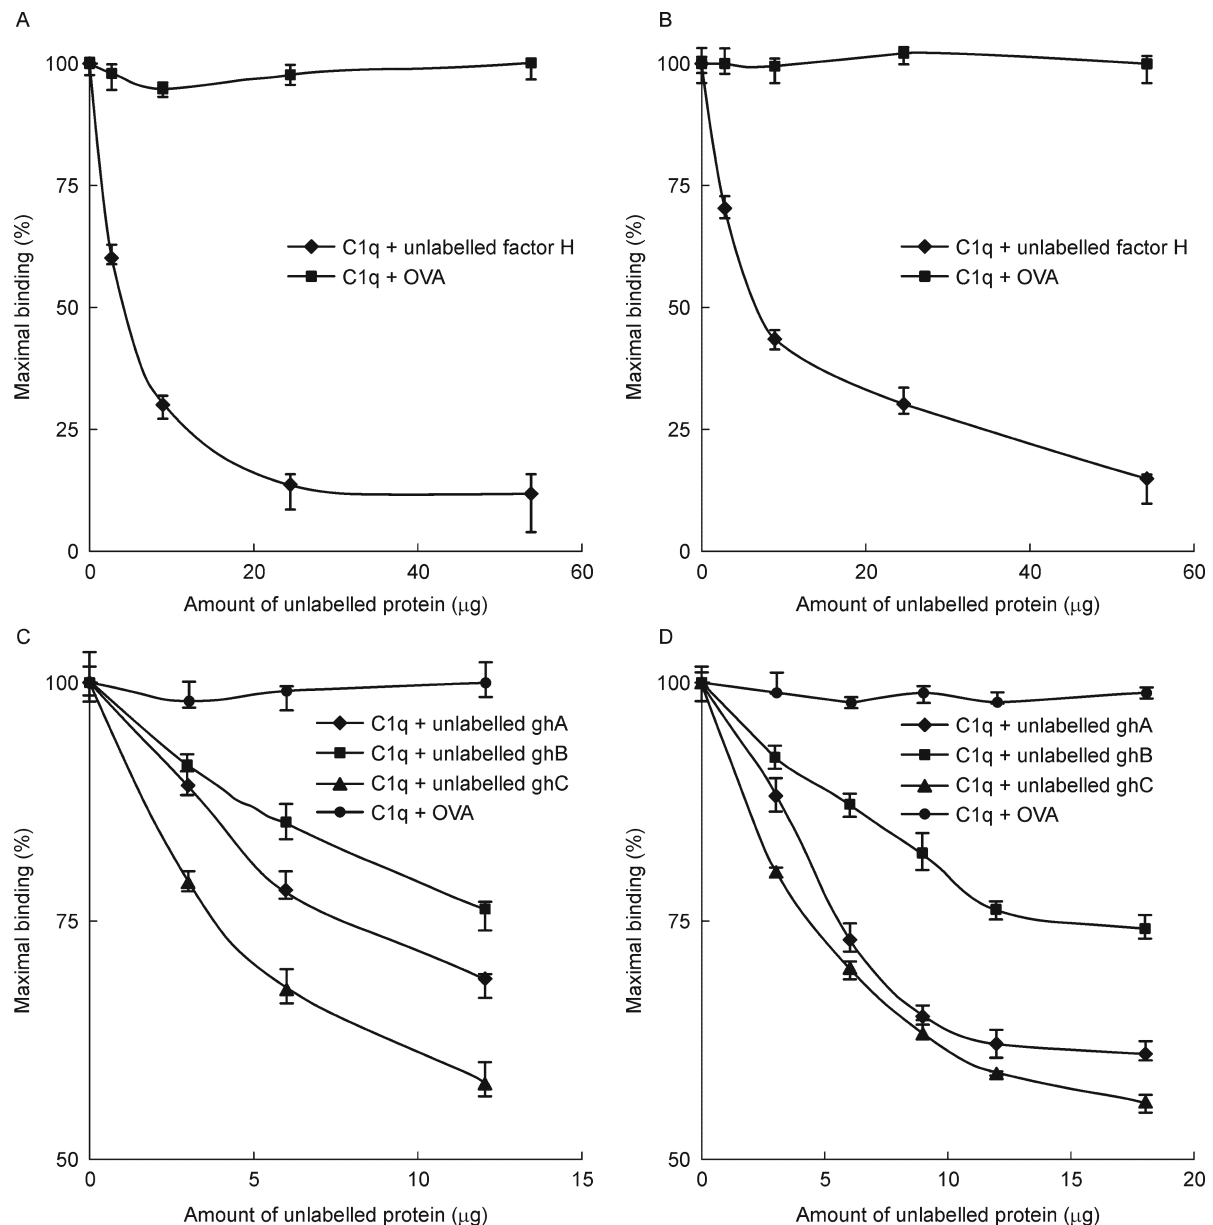 A
B
100
75
50
25
0
Maximal binding (%)
C1q + unlabelled factor H
C1q + OVA
0
20
40
60
Amount of unlabelled protein (μg)
100
75
50
25
0
Maximal binding (%)
C1q + unlabelled factor H
C1q + OVA
0
20
40
60
Amount of unlabelled protein (μg)
C
D
100
75
50
Maximal binding (%)
C1q + unlabelled ghA
C1q + unlabelled ghB
C1q + unlabelled ghC
C1q + OVA
0
5
10
15
Amount of unlabelled protein (μg)
100
75
50
Maximal binding (%)
C1q + unlabelled ghA
C1q + unlabelled ghB
C1q + unlabelled ghC
C1q + OVA
0
5
10
15
20
Amount of unlabelled protein (μg)